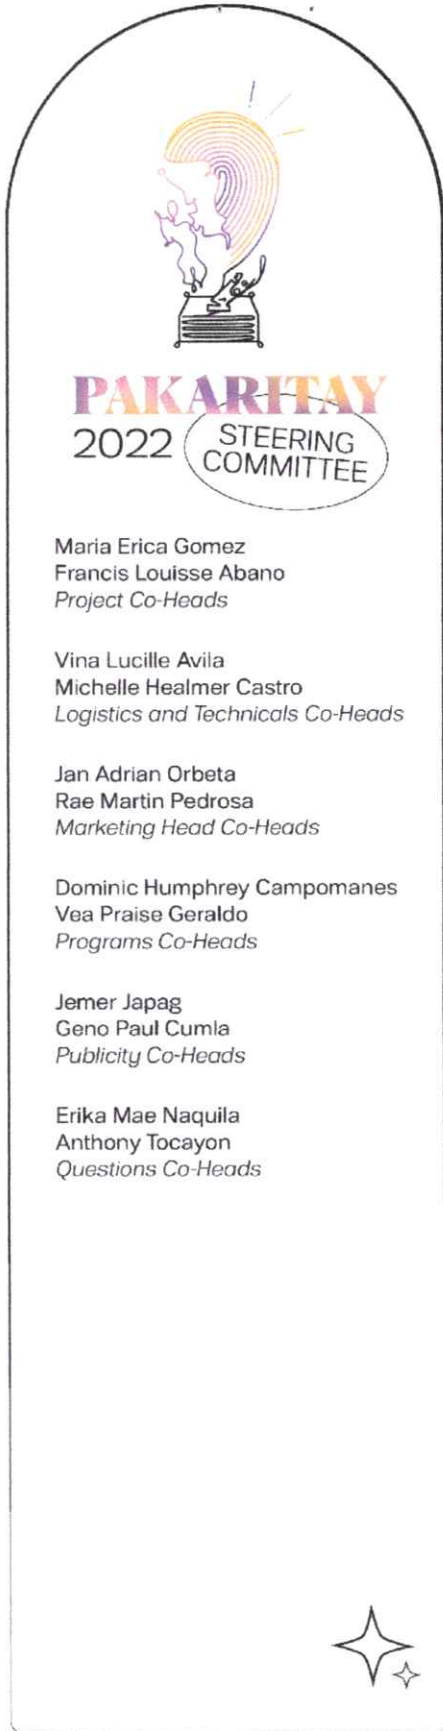 PAKARITAY
2022 STEERING
COMMITTEE
Maria Erica Gomez
Francis Louisse Abano
Project Co-Heads
Vina Lucille Avila
Michelle Healmer Castro
Logistics and Technicals Co-Heads
Jan Adrian Orbeta
Rae Martin Pedrosa
Marketing Head Co-Heads
Dominic Humphrey Campomanes
Vea Praise Geraldo
Programs Co-Heads
Jemer Japag
Geno Paul Cumla
Publicity Co-Heads
Erika Mae Naquila
Anthony Tocayon
Questions Co-Heads